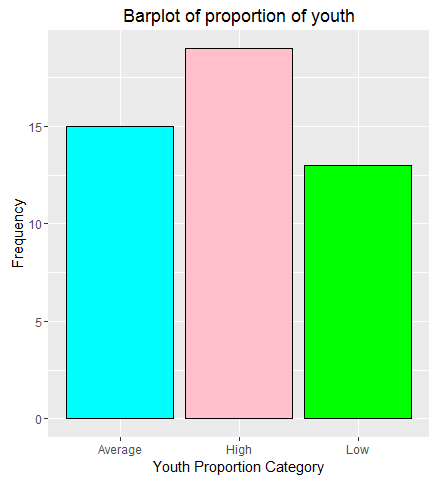 Barplot of proportion of youth
Frequency
15
10
5
0
Average High Low
Youth Proportion Category